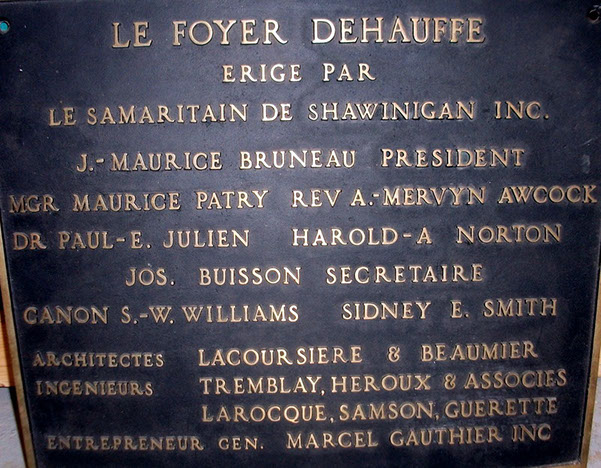 LE FOYER DEHAUFFE
ERIGE PAR
LE SAMARITAIN DE SHAWINIGAN INC.
J.-MAURICE BRUNEAU PRESIDENT
MGR MAURICE PATRY REV A.-MERVYN AWCOCK
DR PAUL-E. JULIEN HAROLD-A NORTON
JOS. BUISSON SECRETAIRE
CANON S.-W. WILLIAMS SIDNEY E. SMITH
ARCHITECTES LACOURSIERE & BEAUMIER
INGENIEURS TREMBLAY, HEROUX & ASSOCIES
LAROCQUE, SAMSON, GUERETTE
ENTREPRENEUR GEN. MARCEL GAUTHIER INC